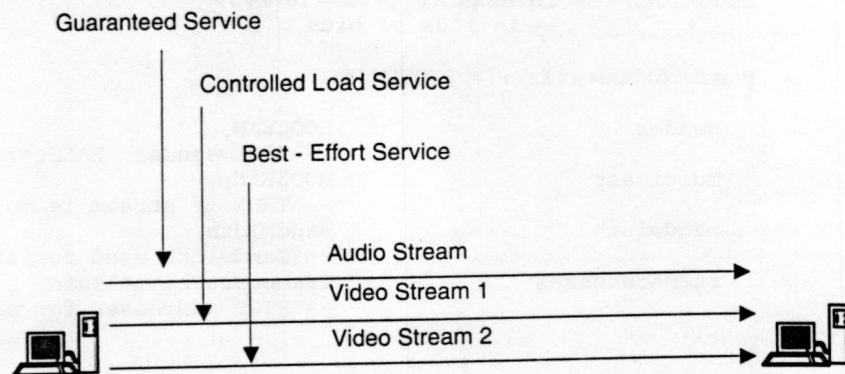 Guaranteed Service
Controlled Load Service
Best - Effort Service
Audio Stream
Video Stream 1
Video Stream 2